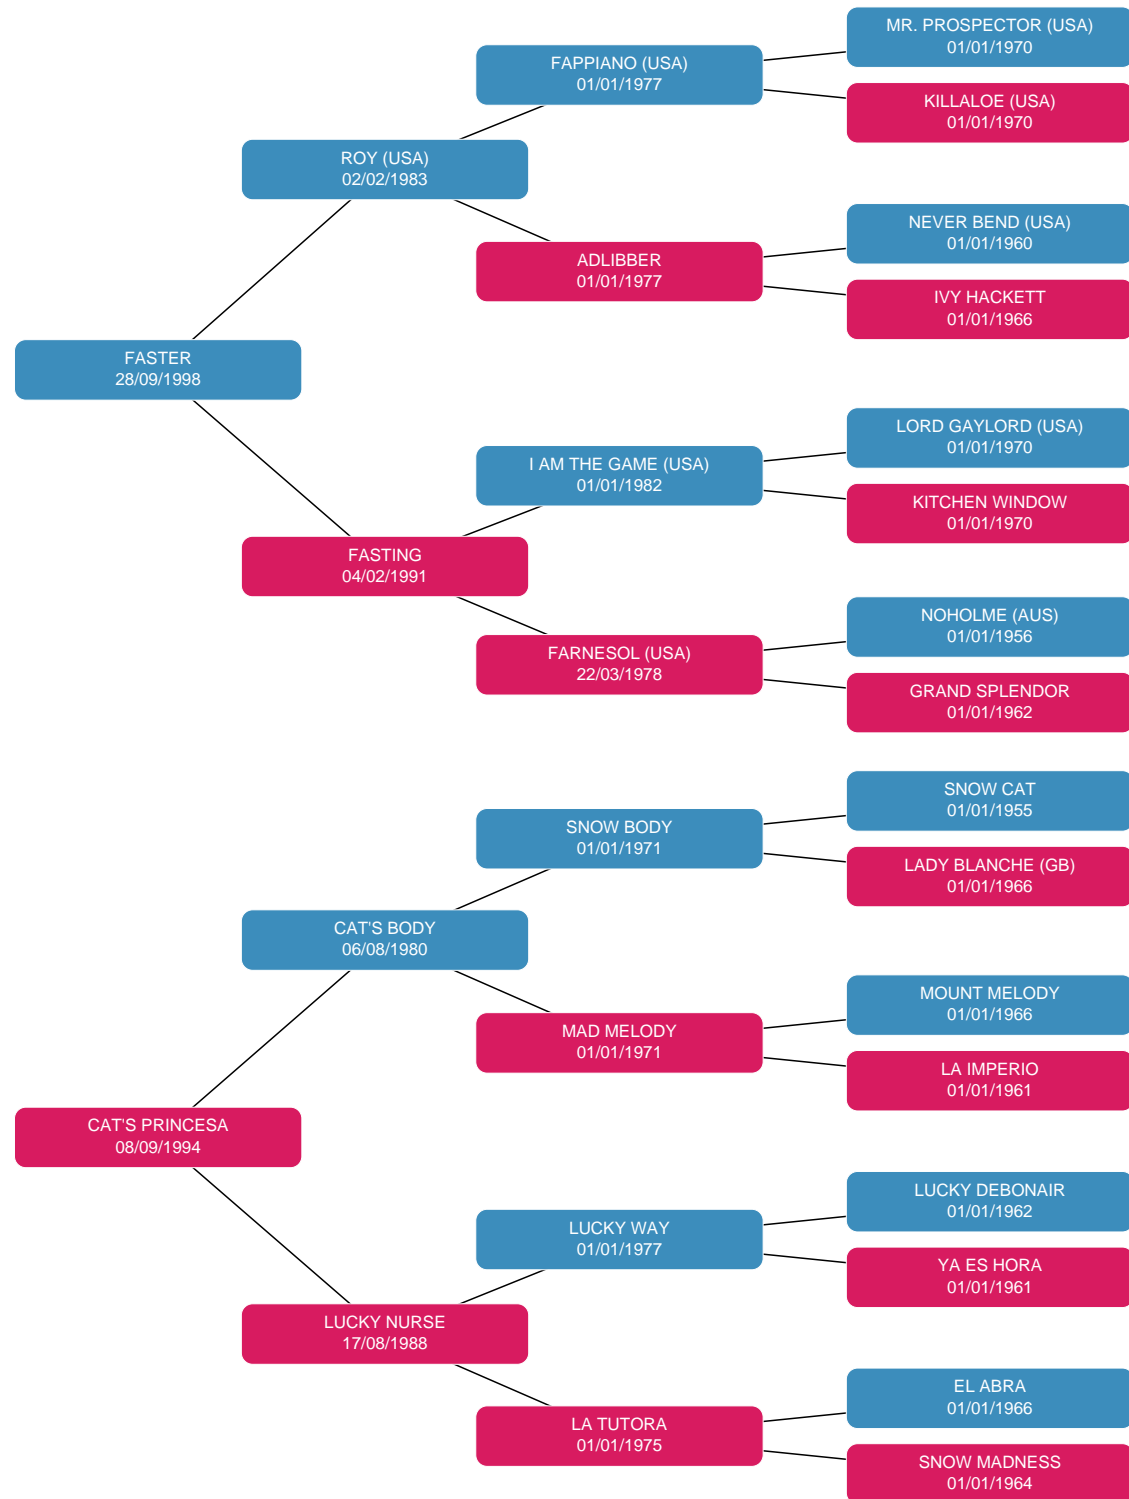 MR. PROSPECTOR (USA)
01/01/1970
FAPPIANO (USA)
01/01/1977
KILLALOE (USA)
01/01/1970
ROY (USA)
02/02/1983
NEVER BEND (USA)
01/01/1960
ADLIBBER
01/01/1977
IVY HACKETT
01/01/1966
FASTER
28/09/1998
LORD GAYLORD (USA)
01/01/1970
I AM THE GAME (USA)
01/01/1982
KITCHEN WINDOW
01/01/1970
FASTING
04/02/1991
NOHOLME (AUS)
01/01/1956
FARNESOL (USA)
22/03/1978
GRAND SPLENDOR
01/01/1962
SNOW CAT
01/01/1955
SNOW BODY
01/01/1971
LADY BLANCHE (GB)
01/01/1966
CAT'S BODY
06/08/1980
MOUNT MELODY
01/01/1966
MAD MELODY
01/01/1971
LA IMPERIO
01/01/1961
CAT'S PRINCESA
08/09/1994
LUCKY DEBONAIR
01/01/1962
LUCKY WAY
01/01/1977
YA ES HORA
01/01/1961
LUCKY NURSE
17/08/1988
EL ABRA
01/01/1966
LA TUTORA
01/01/1975
SNOW MADNESS
01/01/1964